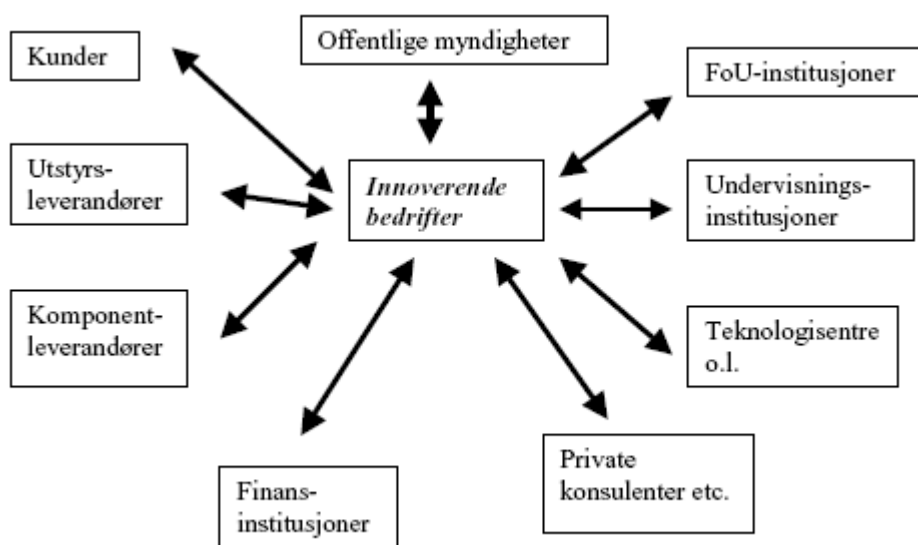 Offentlige myndigheter
Kunder
FoU-institusjoner
Utstyrs-
leverandører
Innoverende
bedrifter
Undervisnings-
institusjoner
Komponent-
leverandører
Teknologisentre
o.l.
Finans-
institusjoner
Private
konsulenter etc.